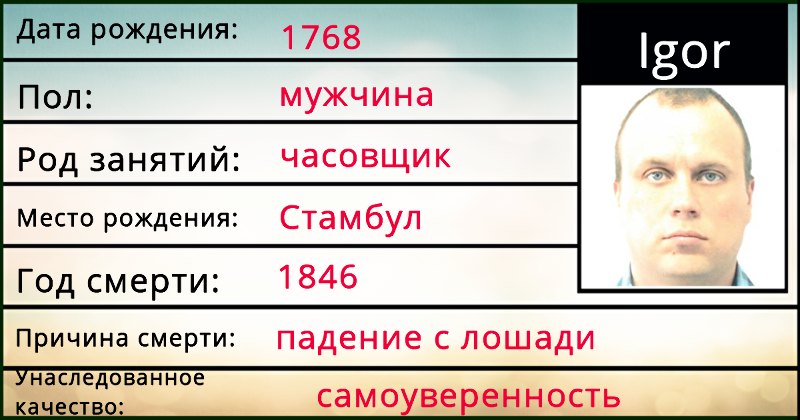 Дата рождения: 1768
Igor
Пол: мужчина
Род занятий: часовщик
Место рождения: Стамбул
Год смерти: 1846
Причина смерти: падение с лошади
Унаследованное
качество: самоуверенность